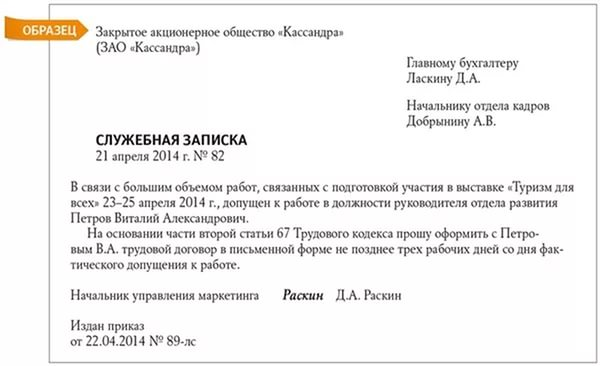 ОБРАЗЕЦ
Закрытое акционерное общество «Кассандра»
(ЗАО «Кассандра»)
Главному бухгалтеру
Ласкину Д.А.
Начальнику отдела кадров
Добрынину А.В.
СЛУЖЕБНАЯ ЗАПИСКА
21 апреля 2014 г. № 82
В связи с большим объемом работ, связанных с подготовкой участия в выставке «Туризм для
всех» 23–25 апреля 2014 г., допущен к работе в должности руководителя отдела развития
Петров Виталий Александрович.
На основании части второй статьи 67 Трудового кодекса прошу оформить с Петро-
вым В.А. трудовой договор в письменной форме не позднее трех рабочих дней со дня фак-
тического допущения к работе.
Начальник управления маркетинга Раскин Д.А. Раскин
Издан приказ
от 22.04.2014 № 89-лс